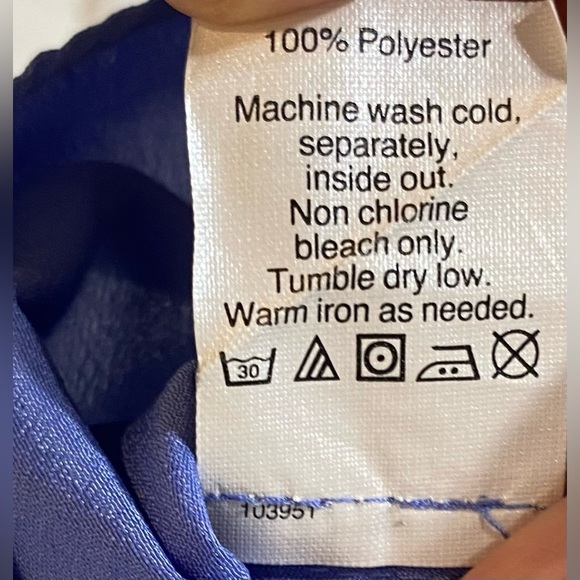 100% Polyester
Machine wash cold,
separately,
inside out.
Non chlorine
bleach only.
Tumble dry low.
Warm iron as needed.
30
103951